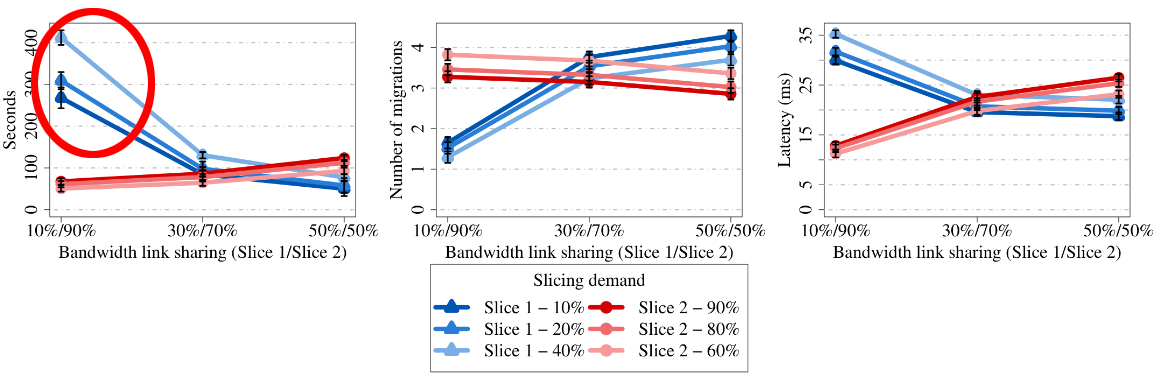 Seconds
0
100
200
300
400
10%/90%
30%/70%
50%/50%
Bandwidth link sharing (Slice 1/Slice 2)
Number of migrations
0
1
2
3
4
10%/90%
30%/70%
50%/50%
Bandwidth link sharing (Slice 1/Slice 2)
Latency (ms)
5
15
25
35
10%/90%
30%/70%
50%/50%
Bandwidth link sharing (Slice 1/Slice 2)
Slicing demand
Slice 1 − 10% Slice 2 − 90%
Slice 1 − 20% Slice 2 − 80%
Slice 1 − 40% Slice 2 − 60%